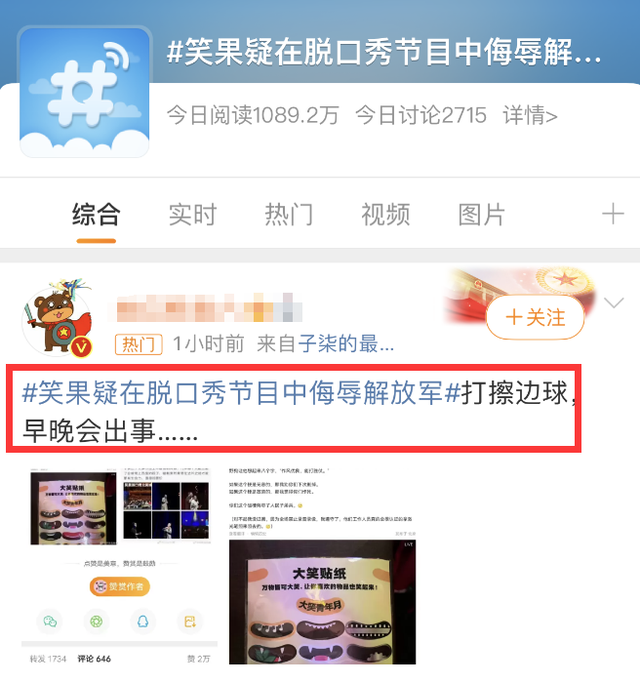 #笑果疑在脱口秀节目中侮辱解...
今日阅读1089.2万 今日讨论2715 详情>
综合 实时 热门 视频 图片
+关注
热门 1小时前 来自子柒的最...
#笑果疑在脱口秀节目中侮辱解放军#打擦边球,
早晚会出事......
大笑贴纸
大笑青年月
点赞是美意，赞赏是鼓励
赞赏作者
转发 1734 评论 646 赞 2万
大笑贴纸
万物皆可大笑,让你喜欢的物品也笑起来!
大笑青年月